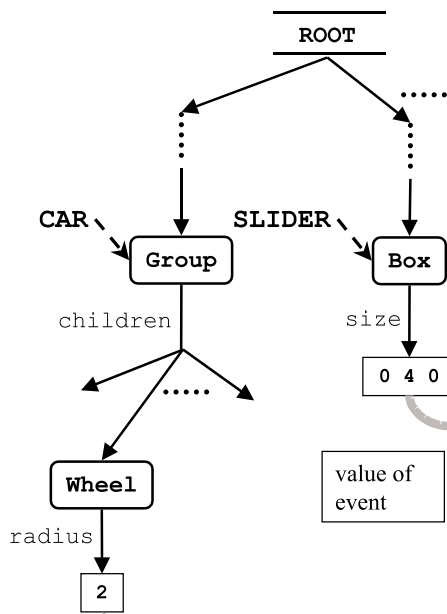 ROOT
CAR
SLIDER
Group
Box
children
size
0 4 0
Wheel
value of
event
radius
2